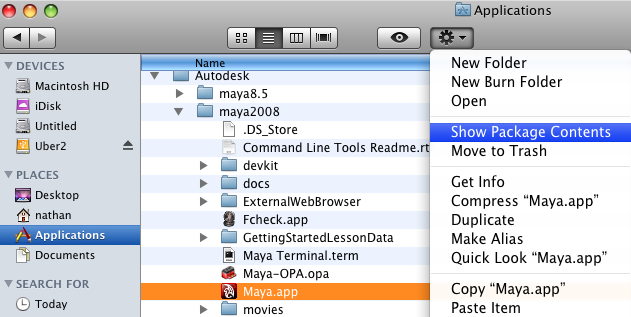 Applications
Name
DEVICES
Macintosh HD
iDisk
Untitled
Uber2
PLACES
Desktop
nathan
Applications
Documents
SEARCH FOR
Today
Autodesk
maya8.5
maya2008
.DS_Store
Command Line Tools Readme.rt
devkit
docs
ExternalWebBrowser
Fcheck.app
GettingStartedLessonData
Maya Terminal.term
Maya-OPA.opa
Maya.app
movies
New Folder
New Burn Folder
Open
Show Package Contents
Move to Trash
Get Info
Compress “Maya.app”
Duplicate
Make Alias
Quick Look “Maya.app”
Copy “Maya.app”
Paste Item